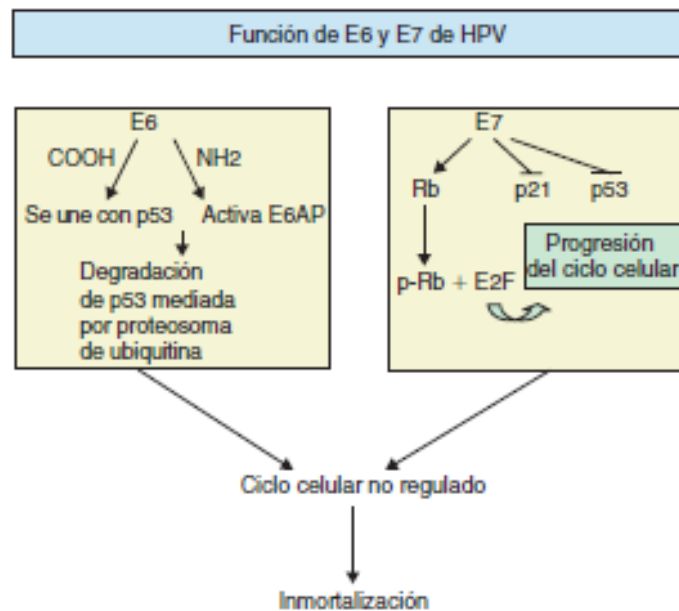 Función de E6 y E7 de HPV
E6
COOH
NH2
Se une con p53
Activa E6AP
Degradación
de p53 mediada
por proteosoma
de ubiquitina
E7
Rb
p21
p53
p-Rb + E2F
Progresión
del ciclo celular
Ciclo celular no regulado
Inmortalización